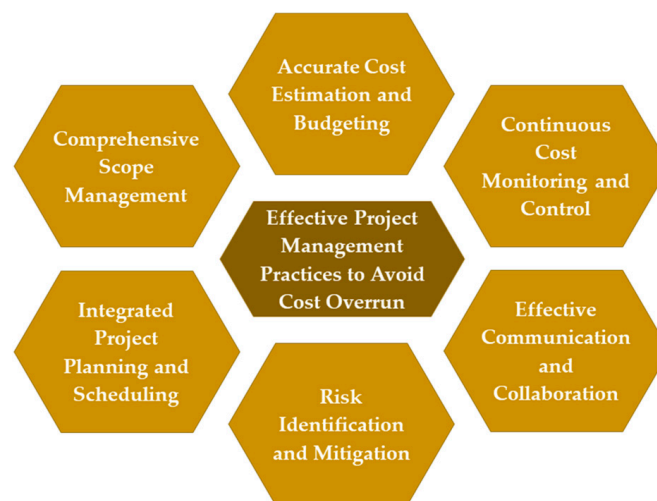 Accurate Cost
Estimation and
Budgeting
Comprehensive
Scope
Management
Continuous
Cost
Monitoring and
Control
Effective Project
Management
Practices to Avoid
Cost Overrun
Integrated
Project
Planning and
Scheduling
Effective
Communication
and
Collaboration
Risk
Identification
and Mitigation